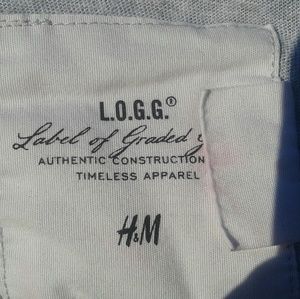 L.O.G.G.®
Label of Graded
AUTHENTIC CONSTRUCTION
TIMELESS APPAREL
H&M